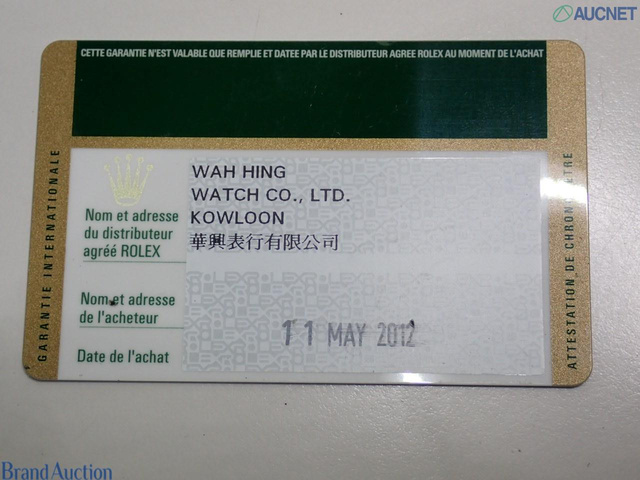 AUCNET
CETTE GARANTIE N'EST VALABLE QUE REMPLIE ET DATEE PAR LE DISTRIBUTEUR AGREE ROLEX AU MOMENT DE L'ACHAT
GARANTIE INTERNATIONALE
WAH HING
WATCH CO., LTD.
KOWLOON
華興表行有限公司
Nom et adresse
du distributeur
agréé ROLEX
Nom et adresse
de l'acheteur
11 MAY 2012
Date de l'achat
ATTESTATION DE CHRONOMETRE
Brand Auction